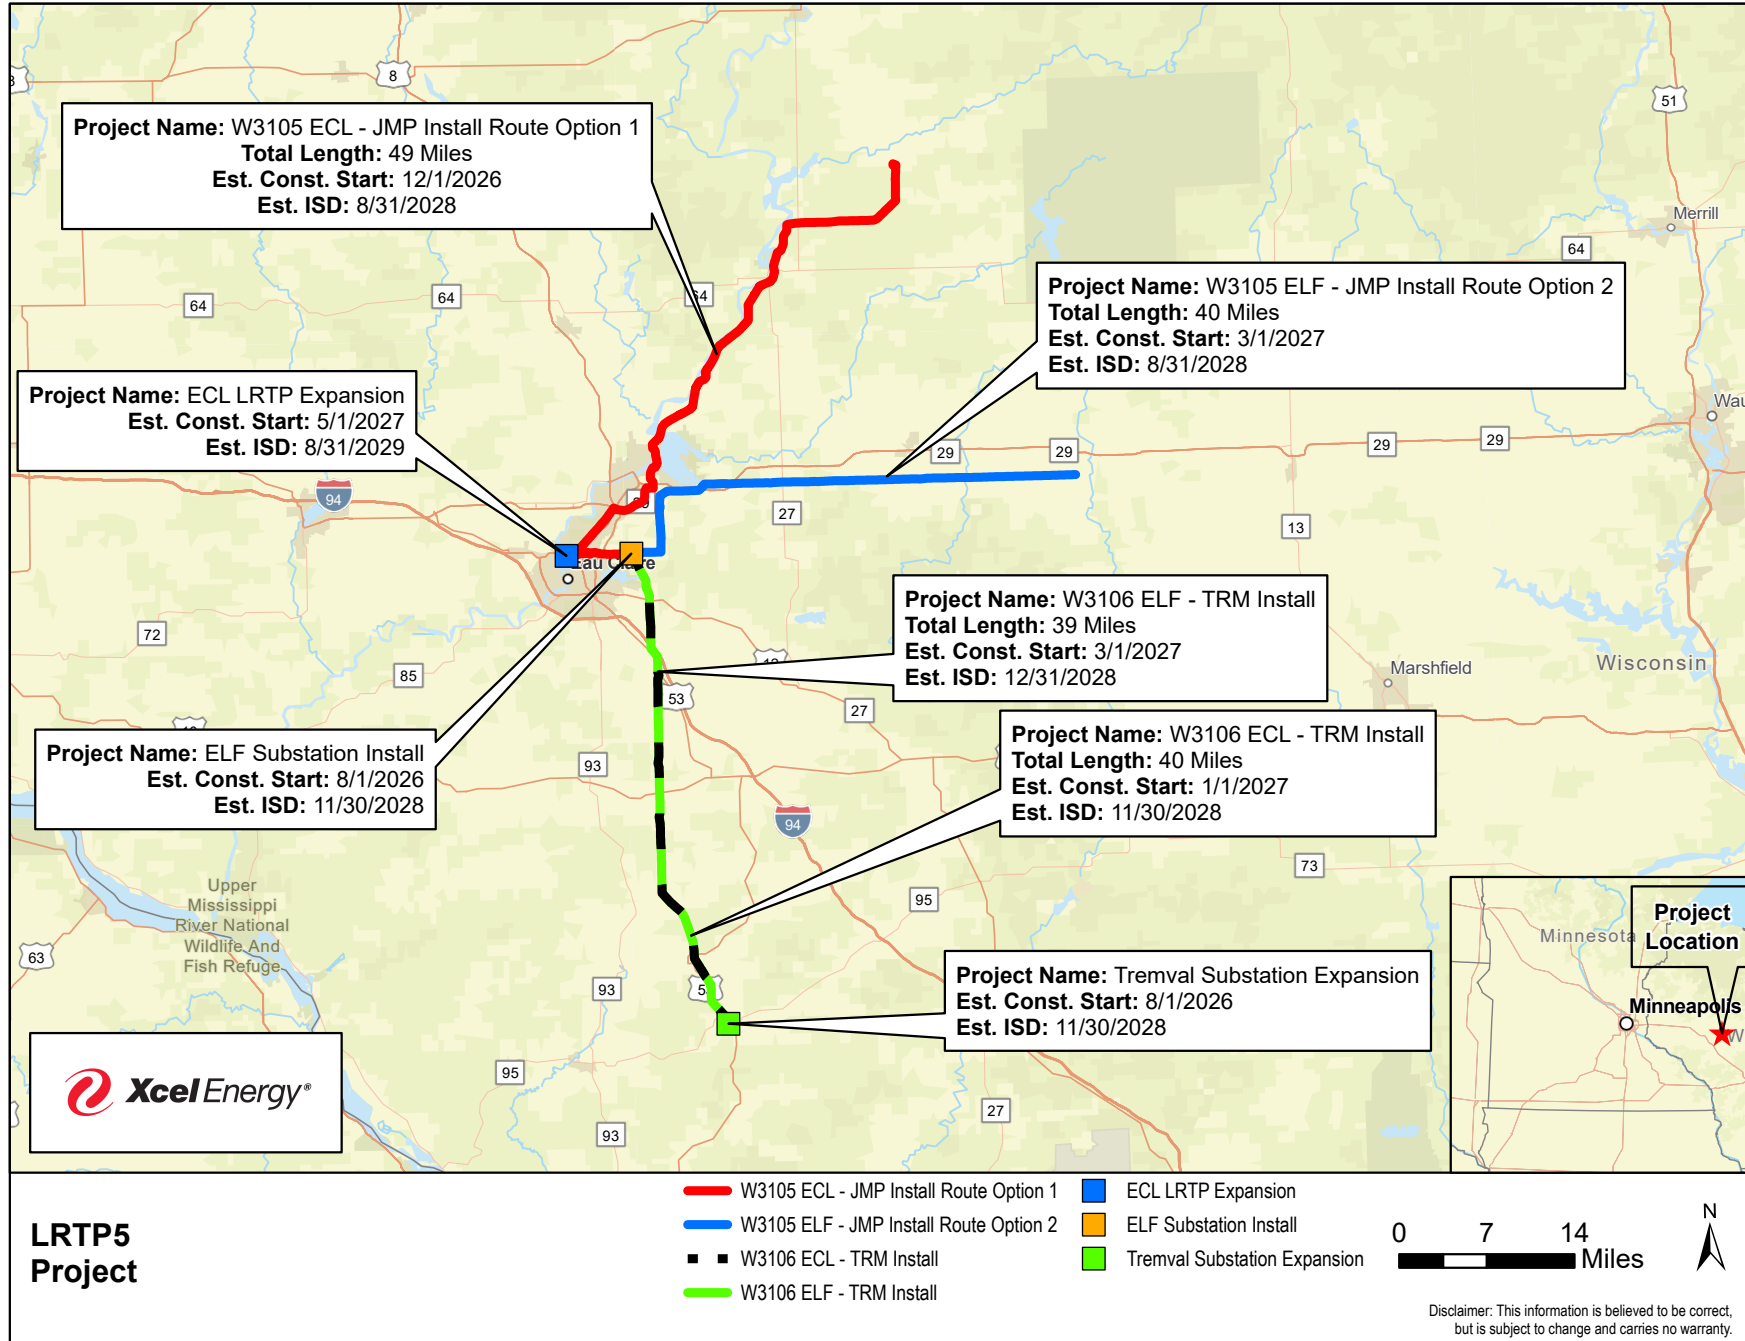 8
51
Project Name: W3105 ECL - JMP Install Route Option 1
Total Length: 49 Miles
Est. Const. Start: 12/1/2026
Est. ISD: 8/31/2028
Merrill
64
64
64
64
Project Name: W3105 ELF - JMP Install Route Option 2
Total Length: 40 Miles
Est. Const. Start: 3/1/2027
Est. ISD: 8/31/2028
Project Name: ECL LRTP Expansion
Est. Const. Start: 5/1/2027
Est. ISD: 8/31/2029
Wau
29
29
29
29
94
27
13
Eau Claire
Project Name: W3106 ELF - TRM Install
Total Length: 39 Miles
Est. Const. Start: 3/1/2027
Est. ISD: 12/31/2028
72
85
12
53
Marshfield
Wisconsin
27
Project Name: ELF Substation Install
Est. Const. Start: 8/1/2026
Est. ISD: 11/30/2028
93
Project Name: W3106 ECL - TRM Install
Total Length: 40 Miles
Est. Const. Start: 1/1/2027
Est. ISD: 11/30/2028
94
73
Upper
Mississippi
River National
Wildlife And
Fish Refuge
95
63
93
53
Project Name: Tremval Substation Expansion
Est. Const. Start: 8/1/2026
Est. ISD: 11/30/2028
Project
Location
Minnesota
Minneapolis
W
Xcel Energy®
95
93
27
LRTP5
Project
W3105 ECL - JMP Install Route Option 1
W3105 ELF - JMP Install Route Option 2
W3106 ECL - TRM Install
W3106 ELF - TRM Install
ECL LRTP Expansion
ELF Substation Install
Tremval Substation Expansion
0 7 14
Miles
N
Disclaimer: This information is believed to be correct,
but is subject to change and carries no warranty.